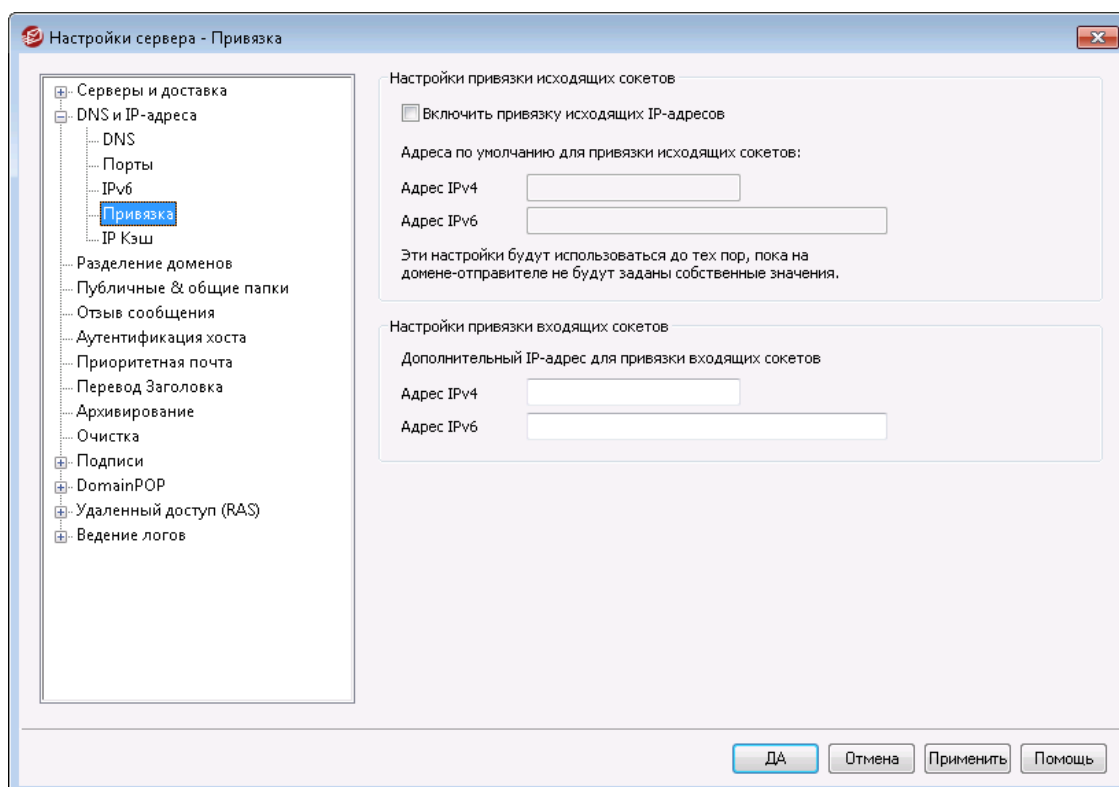 Настройки сервера - Привязка
Серверы и доставка
DNS и IP-адреса
DNS
Порты
IPv6
Привязка
IP Кэш
Разделение доменов
Публичные & общие папки
Отзыв сообщения
Аутентификация хоста
Приоритетная почта
Перевод Заголовка
Архивирование
Очистка
Подписи
DomainPOP
Удаленный доступ (RAS)
Ведение логов
Настройки привязки исходящих сокетов
Включить привязку исходящих IP-адресов
Адреса по умолчанию для привязки исходящих сокетов:
Адрес IPv4
Адрес IPv6
Эти настройки будут использоваться до тех пор, пока на
домене-отправителе не будут заданы собственные значения.
Настройки привязки входящих сокетов
Дополнительный IP-адрес для привязки входящих сокетов
Адрес IPv4
Адрес IPv6
ДА
Отмена
Применить
Помощь